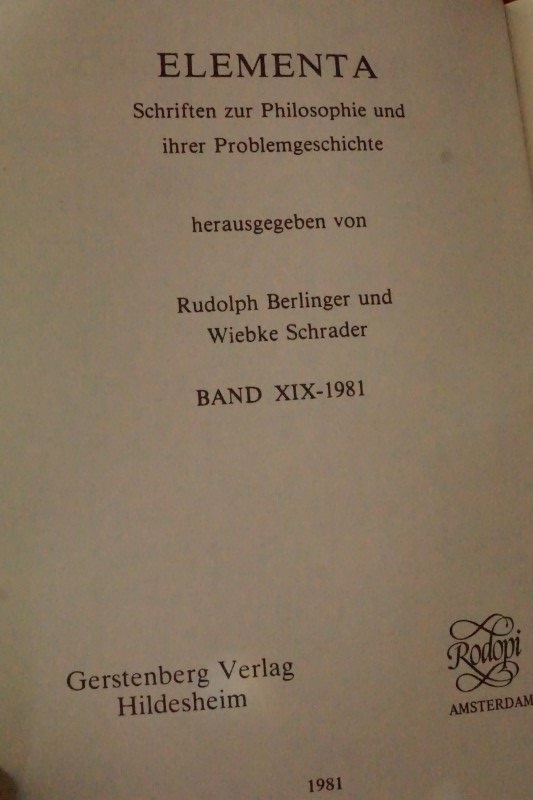 ELEMENTA
Schriften zur Philosophie und
ihrer Problemgeschichte
herausgegeben von
Rudolph Berlinger und
Wiebke Schrader
BAND XIX-1981
Gerstenberg Verlag
Hildesheim
Rodopi
AMSTERDAM
1981